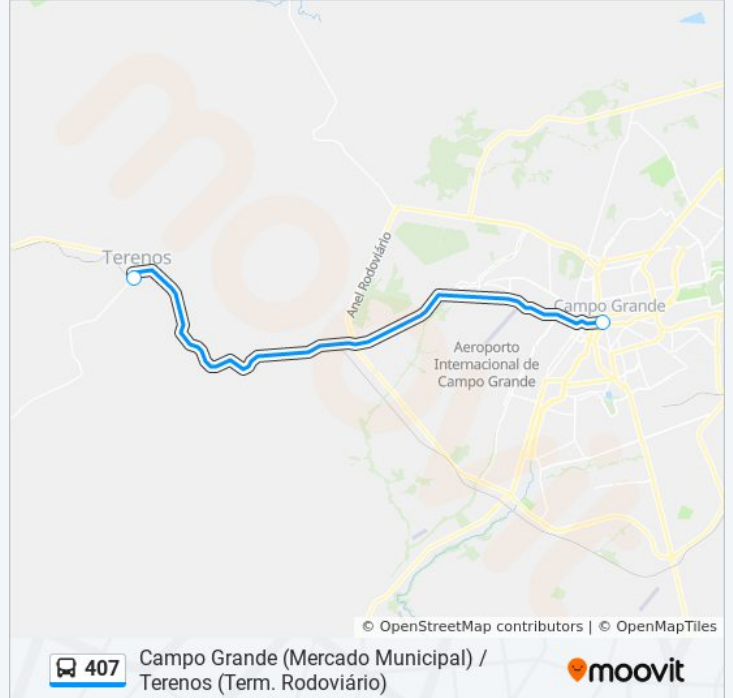 Terenos
Anel Rodoviário
Campo Grande
Aeroporto
Internacional de
Campo Grande
© OpenStreetMap contributors | © OpenMapTiles
407
Campo Grande (Mercado Municipal) /
Terenos (Term. Rodoviário)
moovit